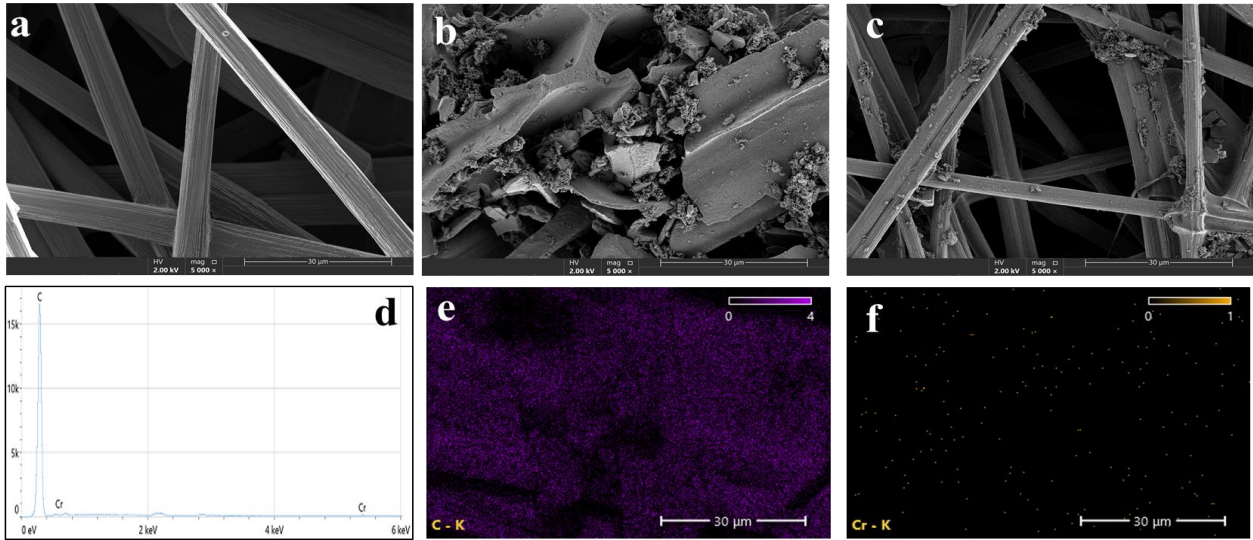 a
HV mag □
2.00 kV 5 000 ×
30 µm
b
HV mag □
2.00 kV 5 000 ×
30 µm
c
HV mag □
2.00 kV 5 000 ×
30 µm
d
C
15k
10k
5k
0
Cr
Cr
0 eV 2 keV 4 keV 6 keV
e
0 4
C - K
30 µm
f
0 1
Cr - K
30 µm